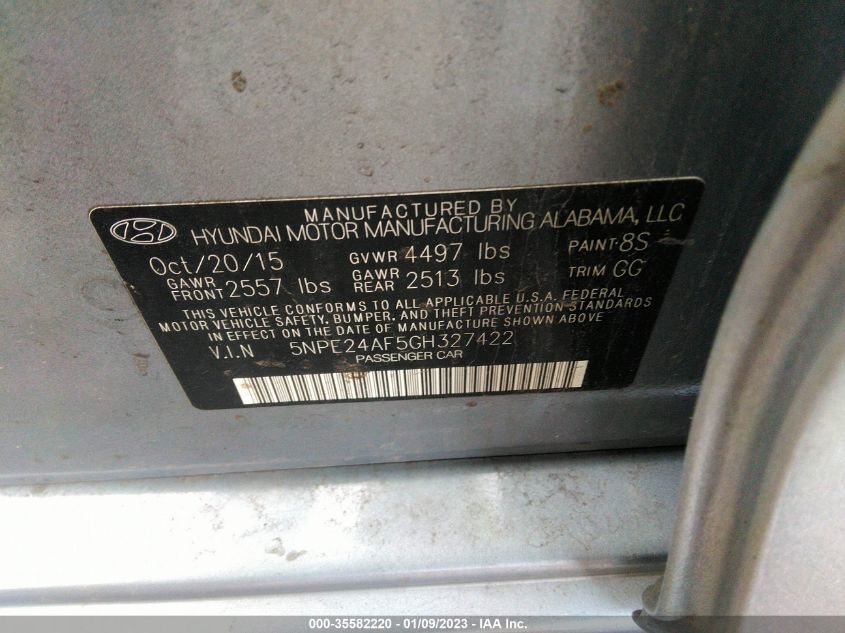 MANUFACTURED BY
HYUNDAI MOTOR MANUFACTURING ALABAMA, LLC
Oct/20/15 GVWR 4497 lbs PAINT 8S
GAWR FRONT 2557 lbs GAWR REAR 2513 lbs TRIM GG
THIS VEHICLE CONFORMS TO ALL APPLICABLE U.S.A. FEDERAL
MOTOR VEHICLE SAFETY, BUMPER, AND THEFT PREVENTION STANDARDS
IN EFFECT ON THE DATE OF MANUFACTURE SHOWN ABOVE
V.I.N 5NPE24AF5GH327422
PASSENGER CAR
000-35582220 - 01/09/2023 - IAA Inc.